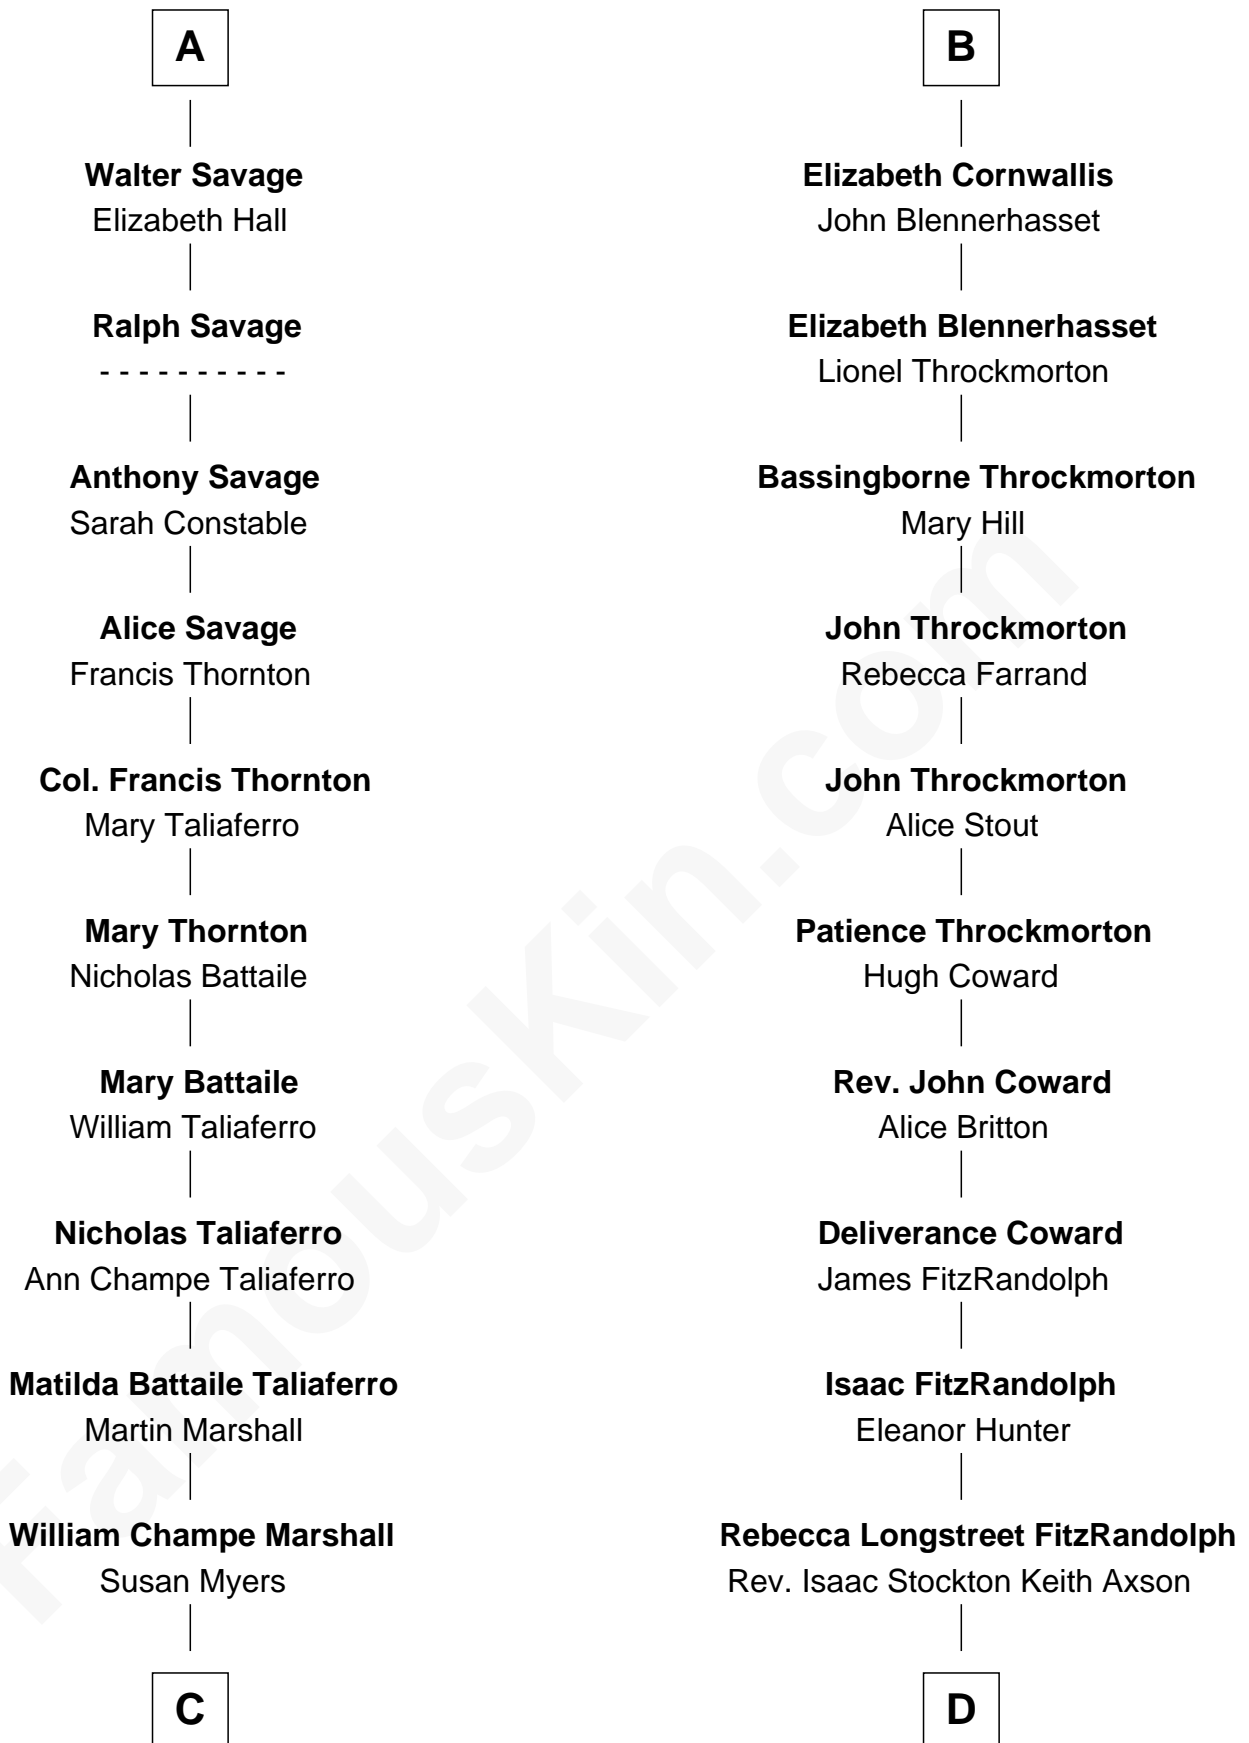 A
Walter Savage
Elizabeth Hall
Ralph Savage
- - - - - - - - - -
Anthony Savage
Sarah Constable
Alice Savage
Francis Thornton
Col. Francis Thornton
Mary Taliaferro
Mary Thornton
Nicholas Battaile
Mary Battaile
William Taliaferro
Nicholas Taliaferro
Ann Champe Taliaferro
Matilda Battaile Taliaferro
Martin Marshall
William Champe Marshall
Susan Myers
C
B
Elizabeth Cornwallis
John Blennerhasset
Elizabeth Blennerhasset
Lionel Throckmorton
Bassingborne Throckmorton
Mary Hill
John Throckmorton
Rebecca Farrand
John Throckmorton
Alice Stout
Patience Throckmorton
Hugh Coward
Rev. John Coward
Alice Britton
Deliverance Coward
James FitzRandolph
Isaac FitzRandolph
Eleanor Hunter
Rebecca Longstreet FitzRandolph
Rev. Isaac Stockton Keith Axson
D
FamousKin.com